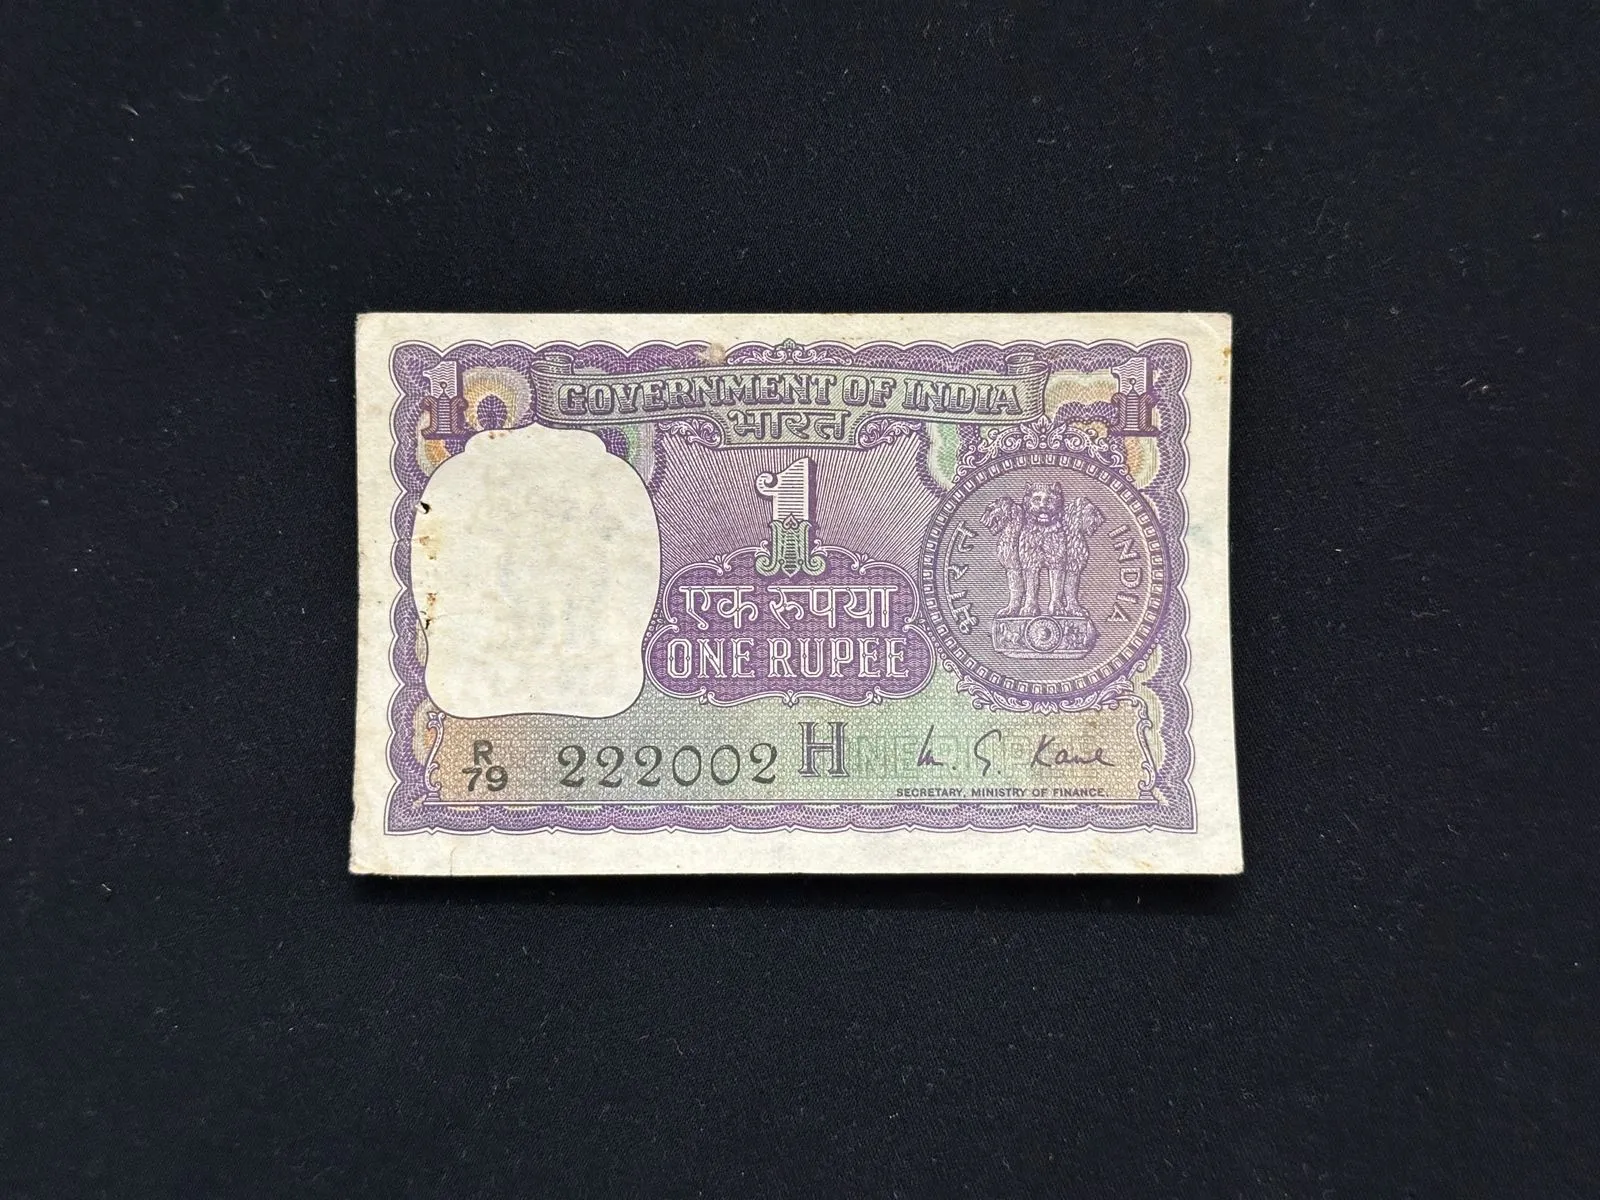 1 GOVERNMENT OF INDIA 1
भारत
1
एक रुपया
ONE RUPEE
भारत INDIA
R
79 222002 H M. G. Kaul
SECRETARY, MINISTRY OF FINANCE.